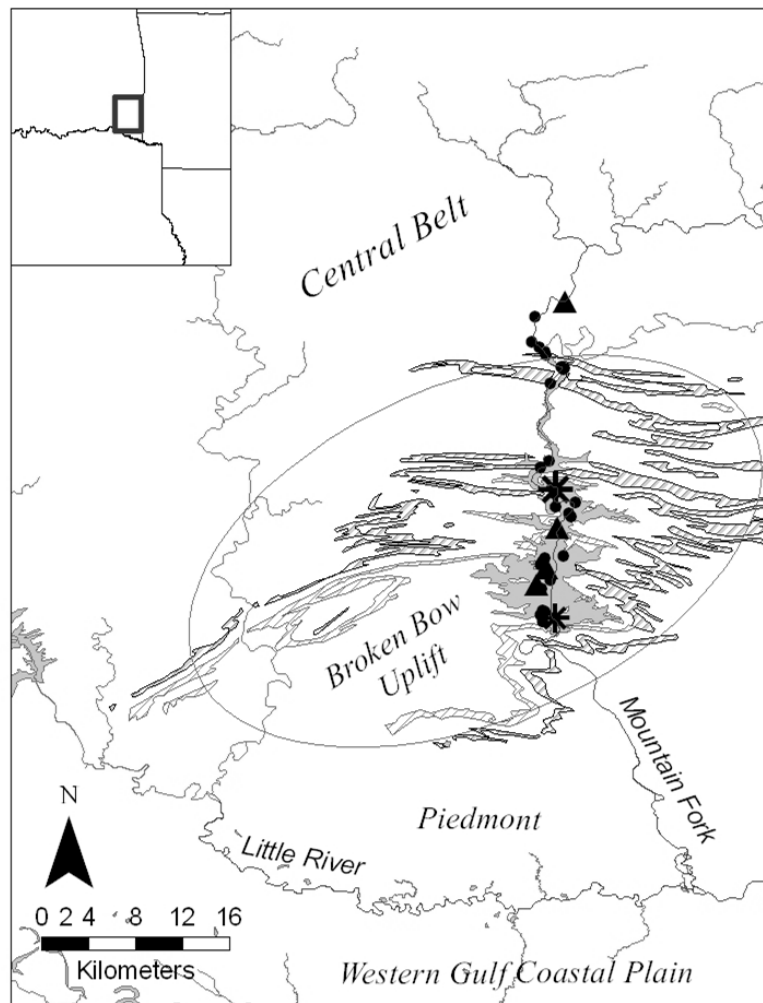 Central Belt
Broken Bow
Uplift
Mountain Fork
Piedmont
Little River
N
0 2 4 8 12 16
Kilometers
Western Gulf Coastal Plain